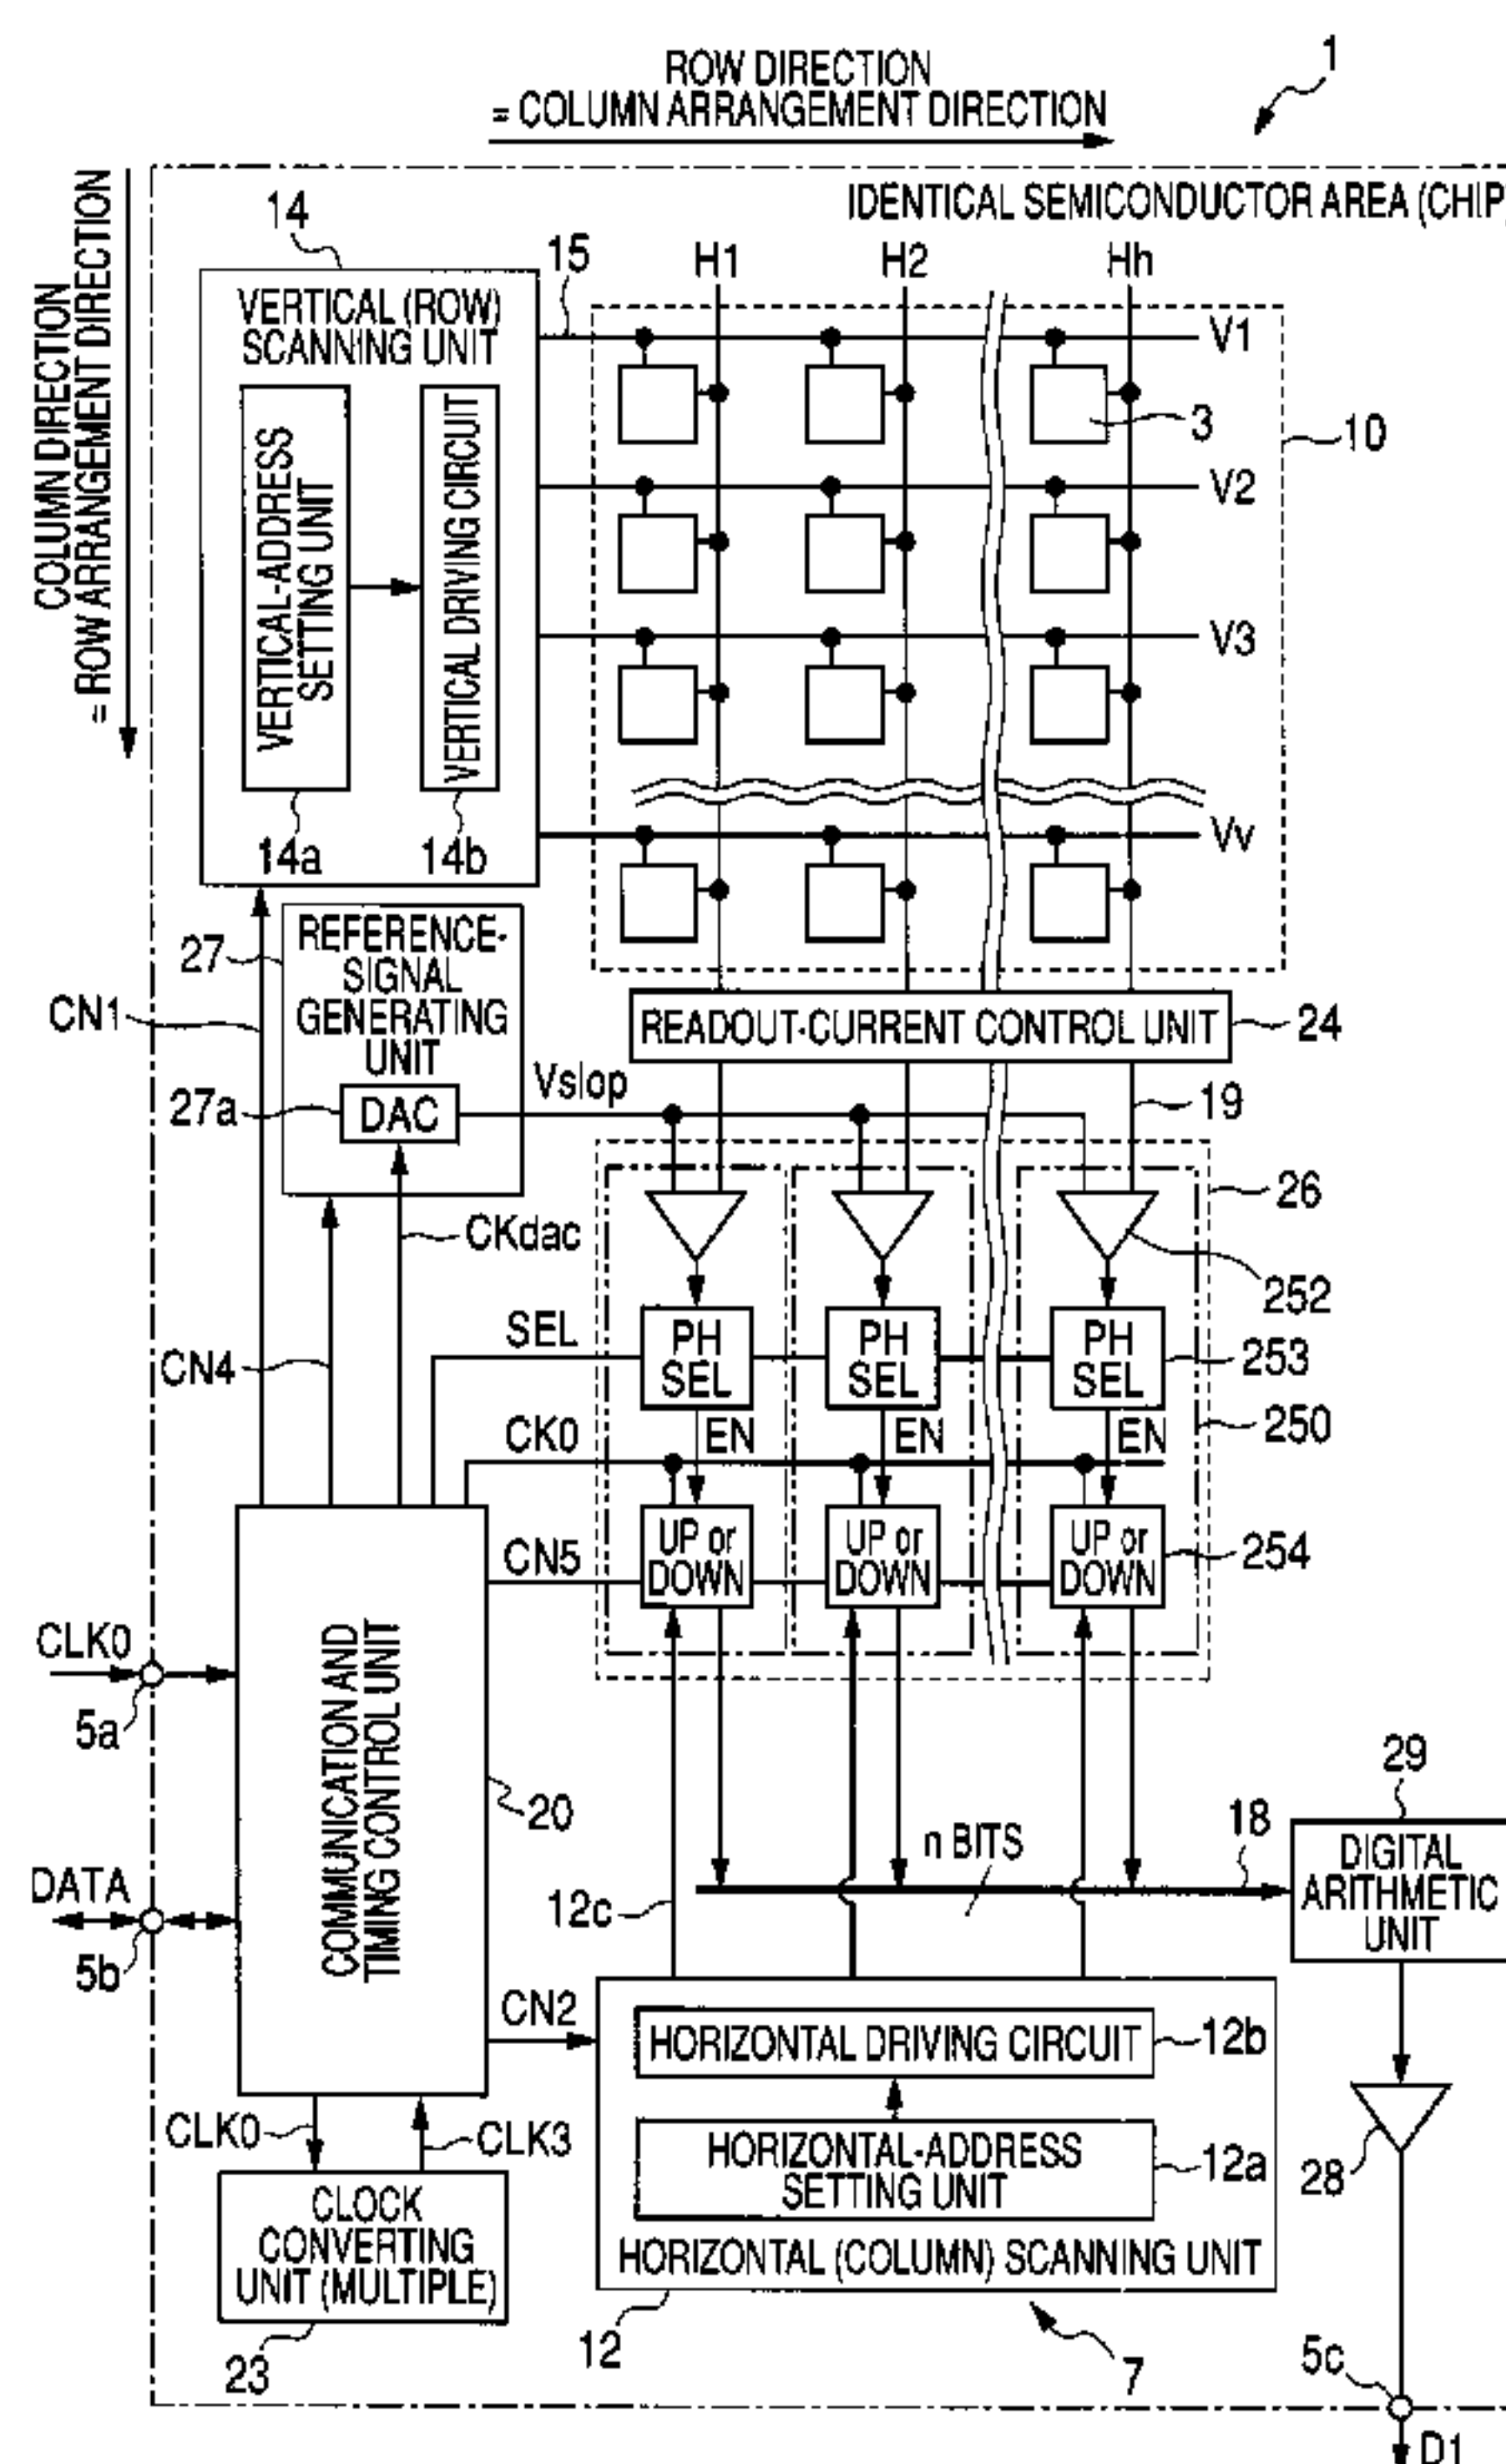 ROW DIRECTION
= COLUMN ARRANGEMENT DIRECTION
1
COLUMN DIRECTION
= ROW ARRANGEMENT DIRECTION
IDENTICAL SEMICONDUCTOR AREA (CHIP)
14
15
H1
H2
Hh
VERTICAL (ROW)
SCANNING UNIT
VERTICAL-ADDRESS
SETTING UNIT
VERTICAL DRIVING CIRCUIT
14a
14b
V1
3
10
V2
V3
Vv
27
REFERENCE-
SIGNAL
GENERATING
UNIT
27a
DAC
CN1
READOUT-CURRENT CONTROL UNIT
24
Vslop
19
26
CKdac
252
CN4
SEL
PH
SEL
PH
SEL
PH
SEL
253
EN
EN
EN
250
CK0
CN5
UP or
DOWN
UP or
DOWN
UP or
DOWN
254
CLK0
5a
COMMUNICATION AND
TIMING CONTROL UNIT
20
DATA
5b
12c
n BITS
18
29
DIGITAL
ARITHMETIC
UNIT
CN2
HORIZONTAL DRIVING CIRCUIT
12b
HORIZONTAL-ADDRESS
SETTING UNIT
12a
HORIZONTAL (COLUMN) SCANNING UNIT
12
7
28
CLK0
CLK3
CLOCK
CONVERTING
UNIT (MULTIPLE)
23
5c
D1